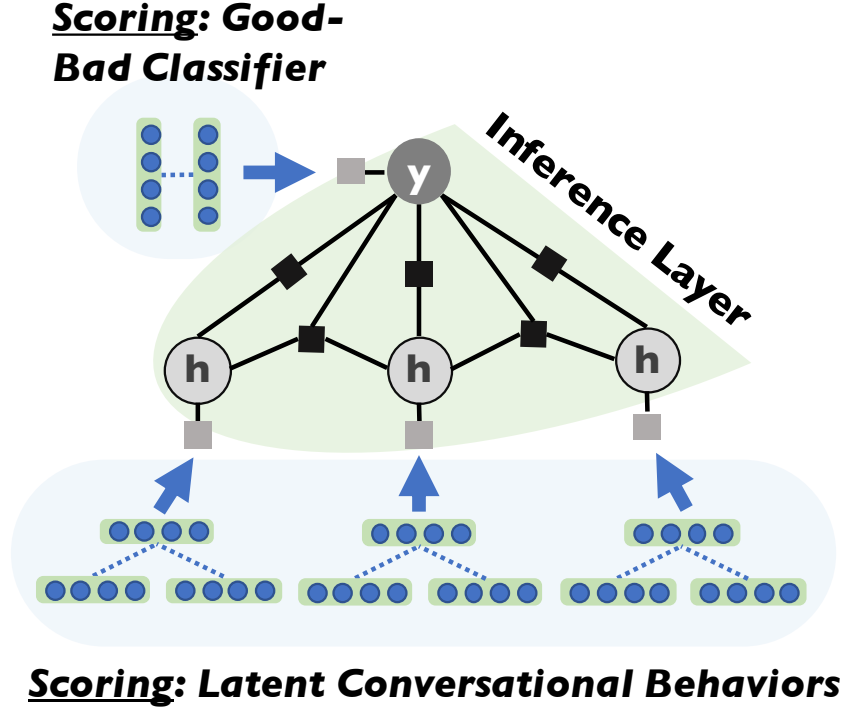 Scoring: Good-
Bad Classifier
Inference Layer
y
h
h
h
Scoring: Latent Conversational Behaviors